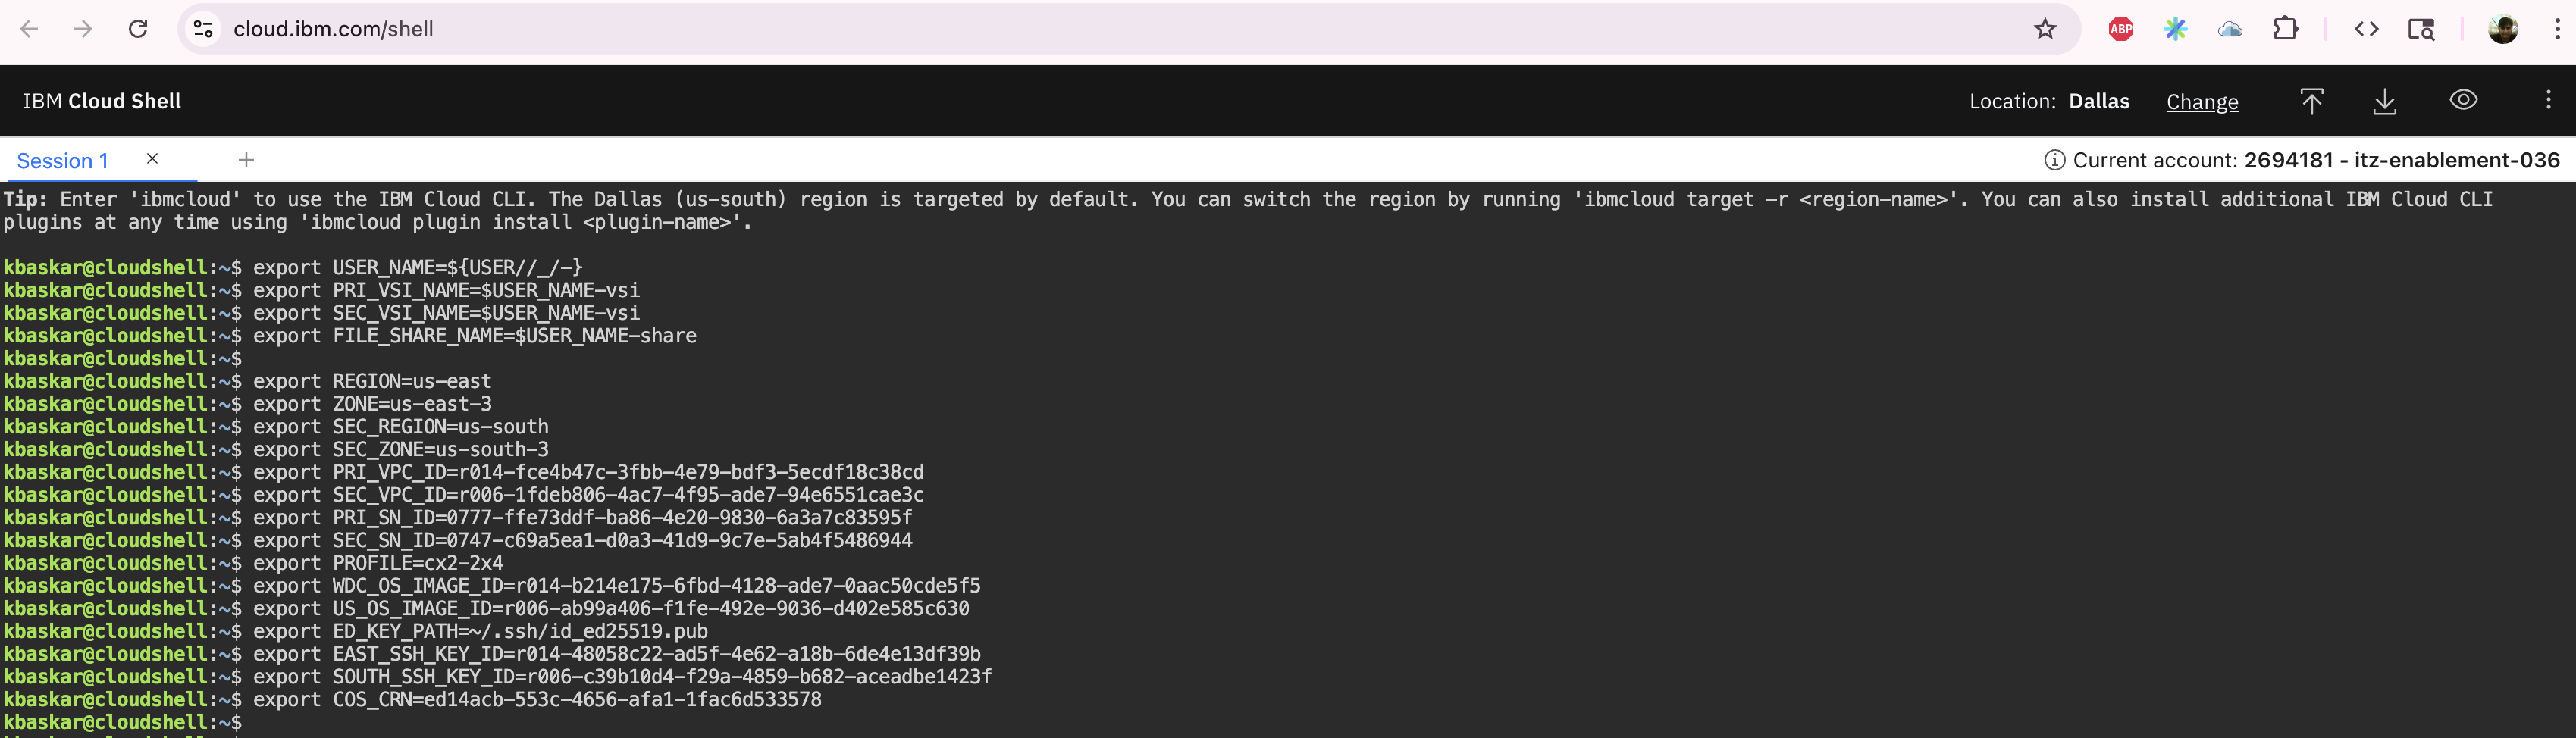 cloud.ibm.com/shell
ABP
IBM Cloud Shell
Location: Dallas Change
Session 1
Current account: 2694181 - itz-enablement-036
Tip: Enter 'ibmcloud' to use the IBM Cloud CLI. The Dallas (us-south) region is targeted by default. You can switch the region by running 'ibmcloud target -r <region-name>'. You can also install additional IBM Cloud CLI
plugins at any time using 'ibmcloud plugin install <plugin-name>'.
kbaskar@cloudshell:~$ export USER_NAME=${USER//_/-}
kbaskar@cloudshell:~$ export PRI_VSI_NAME=$USER_NAME-vsi
kbaskar@cloudshell:~$ export SEC_VSI_NAME=$USER_NAME-vsi
kbaskar@cloudshell:~$ export FILE_SHARE_NAME=$USER_NAME-share
kbaskar@cloudshell:~$
kbaskar@cloudshell:~$ export REGION=us-east
kbaskar@cloudshell:~$ export ZONE=us-east-3
kbaskar@cloudshell:~$ export SEC_REGION=us-south
kbaskar@cloudshell:~$ export SEC_ZONE=us-south-3
kbaskar@cloudshell:~$ export PRI_VPC_ID=r014-fce4b47c-3fbb-4e79-bdf3-5ecdf18c38cd
kbaskar@cloudshell:~$ export SEC_VPC_ID=r006-1fdeb806-4ac7-4f95-ade7-94e6551cae3c
kbaskar@cloudshell:~$ export PRI_SN_ID=0777-ffe73ddf-ba86-4e20-9830-6a3a7c83595f
kbaskar@cloudshell:~$ export SEC_SN_ID=0747-c69a5ea1-d0a3-41d9-9c7e-5ab4f5486944
kbaskar@cloudshell:~$ export PROFILE=cx2-2x4
kbaskar@cloudshell:~$ export WDC_OS_IMAGE_ID=r014-b214e175-6fbd-4128-ade7-0aac50cde5f5
kbaskar@cloudshell:~$ export US_OS_IMAGE_ID=r006-ab99a406-f1fe-492e-9036-d402e585c630
kbaskar@cloudshell:~$ export ED_KEY_PATH=~/.ssh/id_ed25519.pub
kbaskar@cloudshell:~$ export EAST_SSH_KEY_ID=r014-48058c22-ad5f-4e62-a18b-6de4e13df39b
kbaskar@cloudshell:~$ export SOUTH_SSH_KEY_ID=r006-c39b10d4-f29a-4859-b682-aceadbe1423f
kbaskar@cloudshell:~$ export COS_CRN=ed14acb-553c-4656-afa1-1fac6d533578
kbaskar@cloudshell:~$